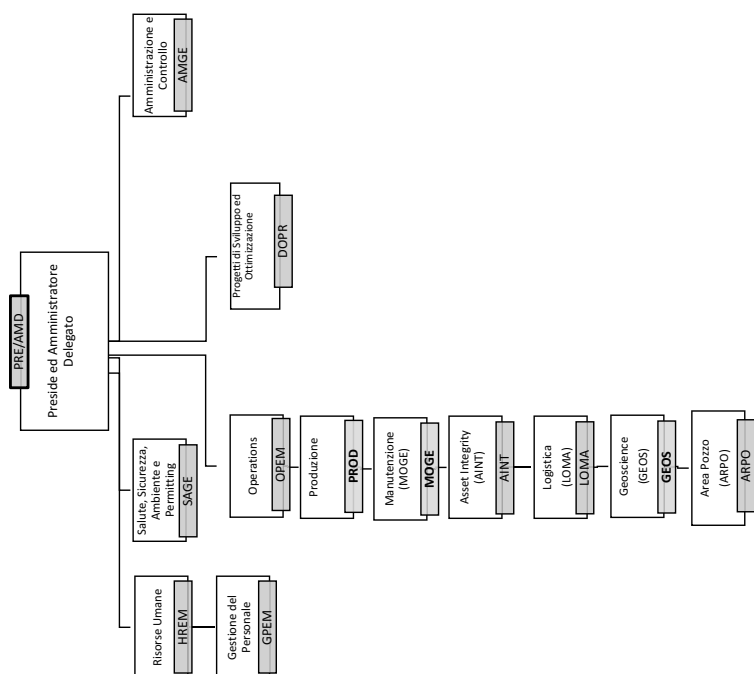 PRE/AMD
Preside ed Amministratore
Delegato
Risorse Umane
HREM
Gestione del
Personale
GPEM
Salute, Sicurezza,
Ambiente e
Permitting
SAGE
Amministrazione e
Controllo
AMGE
Operations
OPEM
Produzione
PROD
Manutenzione
(MOGE)
MOGE
Asset Integrity
(AINT)
AINT
Logistica
(LOMA)
LOMA
Geoscience
(GEOS)
GEOS
Area Pozzo
(ARPO)
ARPO
Progetti di Sviluppo ed
Ottimizzazione
DOPR